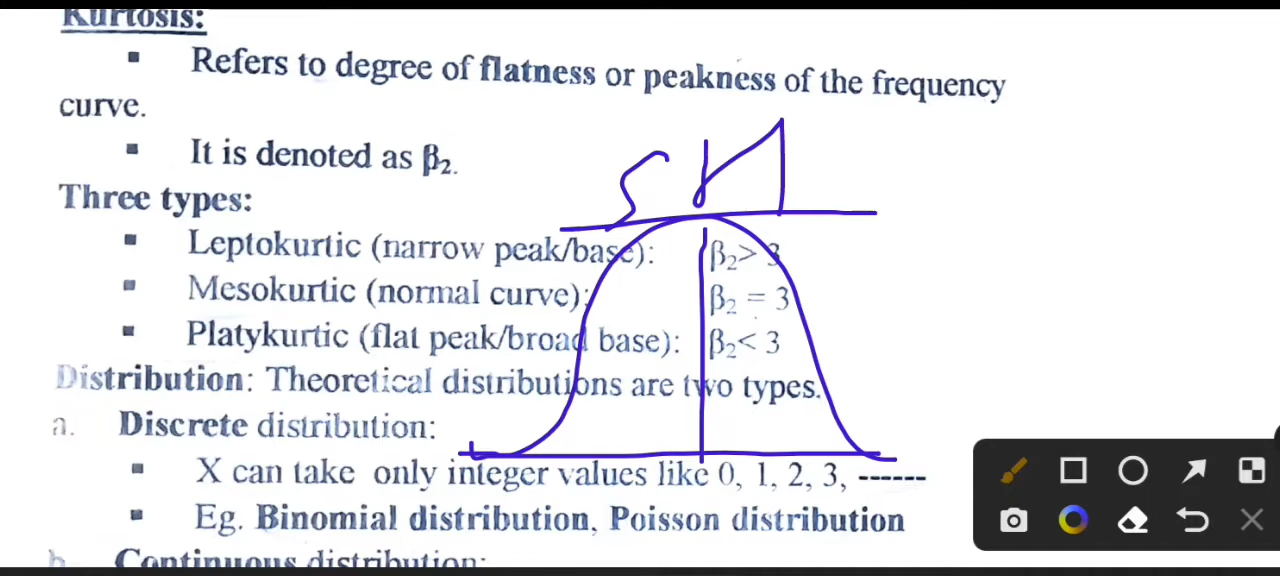 Kurtosis:
▪ Refers to degree of flatness or peakness of the frequency
curve.
▪ It is denoted as β₂.
Three types:
▪ Leptokurtic (narrow peak/base): β₂> 3
▪ Mesokurtic (normal curve): β₂ = 3
▪ Platykurtic (flat peak/broad base): β₂< 3
Distribution: Theoretical distributions are two types.
a. Discrete distribution:
▪ X can take only integer values like 0, 1, 2, 3, ------
▪ Eg. Binomial distribution, Poisson distribution
b. Continuous distribution: